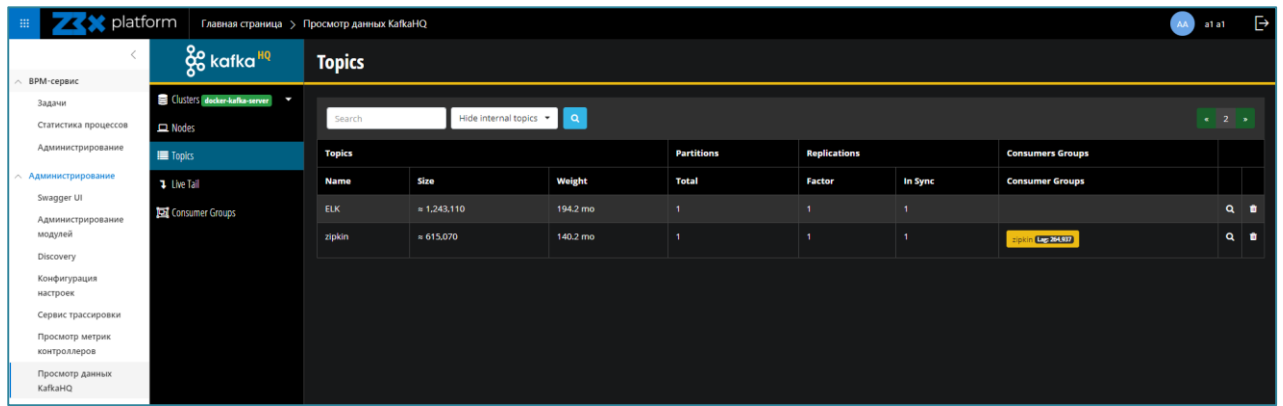 Z3X platform
Главная страница > Просмотр данных KafkaHQ
AA
a1 a1
БPM-сервис
Задачи
Статистика процессов
Администрирование
Администрирование
Swagger UI
Администрирование
модулей
Discovery
Конфигурация
настроек
Сервис трассировки
Просмотр метрик
контроллеров
Просмотр данных
KafkaHQ
kafka HQ
Clusters docker-kafka-server
Nodes
Topics
Live Tail
Consumer Groups
Topics
Search
Hide internal topics
« 2 »
Topics Partitions Replications Consumers Groups
Name Size Weight Total Factor In Sync Consumer Groups
ELK ≈ 1,243,110 194.2 mo 1 1 1
zipkin ≈ 615,070 140.2 mo 1 1 1 zipkin Lag: 264,937